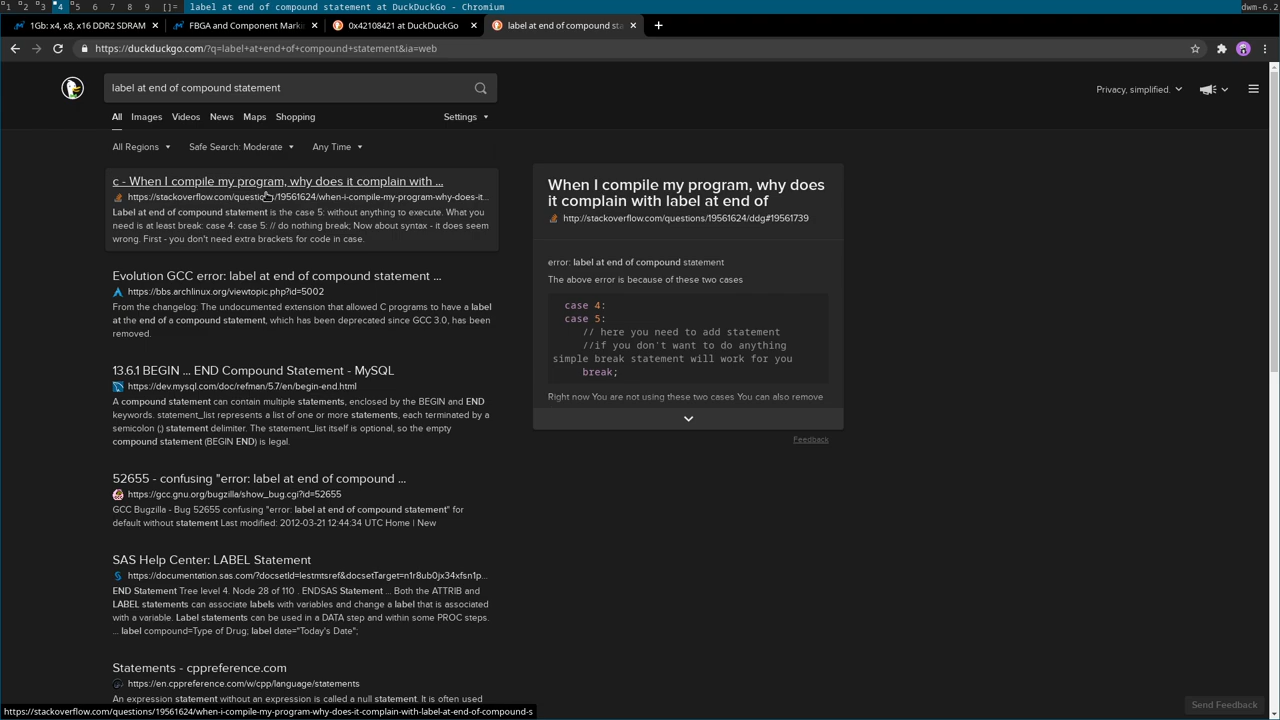 1 2 3 4 5 6 7 8 9 []= label at end of compound statement at DuckDuckGo - Chromium dwm-6.2
1Gb: x4, x8, x16 DDR2 SDRAM FBGA and Component Markin 0x42108421 at DuckDuckGo label at end of compound sta
https://duckduckgo.com/?q=label+at+end+of+compound+statement&ia=web
label at end of compound statement
Privacy, simplified.
All Images Videos News Maps Shopping Settings
All Regions Safe Search: Moderate Any Time
c - When I compile my program, why does it complain with ...
https://stackoverflow.com/questions/19561624/when-i-compile-my-program-why-does-it...
Label at end of compound statement is the case 5: without anything to execute. What you
need is at least break: case 4: case 5: // do nothing break; Now about syntax - it does seem
wrong. First - you don't need extra brackets for code in case.
Evolution GCC error: label at end of compound statement ...
https://bbs.archlinux.org/viewtopic.php?id=5002
From the changelog: The undocumented extension that allowed C programs to have a label
at the end of a compound statement, which has been deprecated since GCC 3.0, has been
removed.
13.6.1 BEGIN ... END Compound Statement - MySQL
https://dev.mysql.com/doc/refman/5.7/en/begin-end.html
A compound statement can contain multiple statements, enclosed by the BEGIN and END
keywords. statement_list represents a list of one or more statements, each terminated by a
semicolon (;) statement delimiter. The statement_list itself is optional, so the empty
compound statement (BEGIN END) is legal.
52655 - confusing "error: label at end of compound ...
https://gcc.gnu.org/bugzilla/show_bug.cgi?id=52655
GCC Bugzilla - Bug 52655 confusing "error: label at end of compound statement" for
default without statement Last modified: 2012-03-21 12:44:34 UTC Home | New
SAS Help Center: LABEL Statement
https://documentation.sas.com/?docsetId=lestmtsref&docsetTarget=n1r8ub0jx34xfsn1p...
END Statement Tree level 4. Node 28 of 110 . ENDSAS Statement ... Both the ATTRIB and
LABEL statements can associate labels with variables and change a label that is associated
with a variable. Label statements can be used in a DATA step and within some PROC steps.
... label compound=Type of Drug; label date="Today's Date";
Statements - cppreference.com
https://en.cppreference.com/w/cpp/language/statements
An expression statement without an expression is called a null statement. It is often used
When I compile my program, why does
it complain with label at end of
http://stackoverflow.com/questions/19561624/ddg#19561739
error: label at end of compound statement
The above error is because of these two cases
case 4:
case 5:
// here you need to add statement
//if you don't want to do anything
simple break statement will work for you
break;
Right now You are not using these two cases You can also remove
Feedback
https://stackoverflow.com/questions/19561624/when-i-compile-my-program-why-does-it-complain-with-label-at-end-of-compound-s
Send Feedback